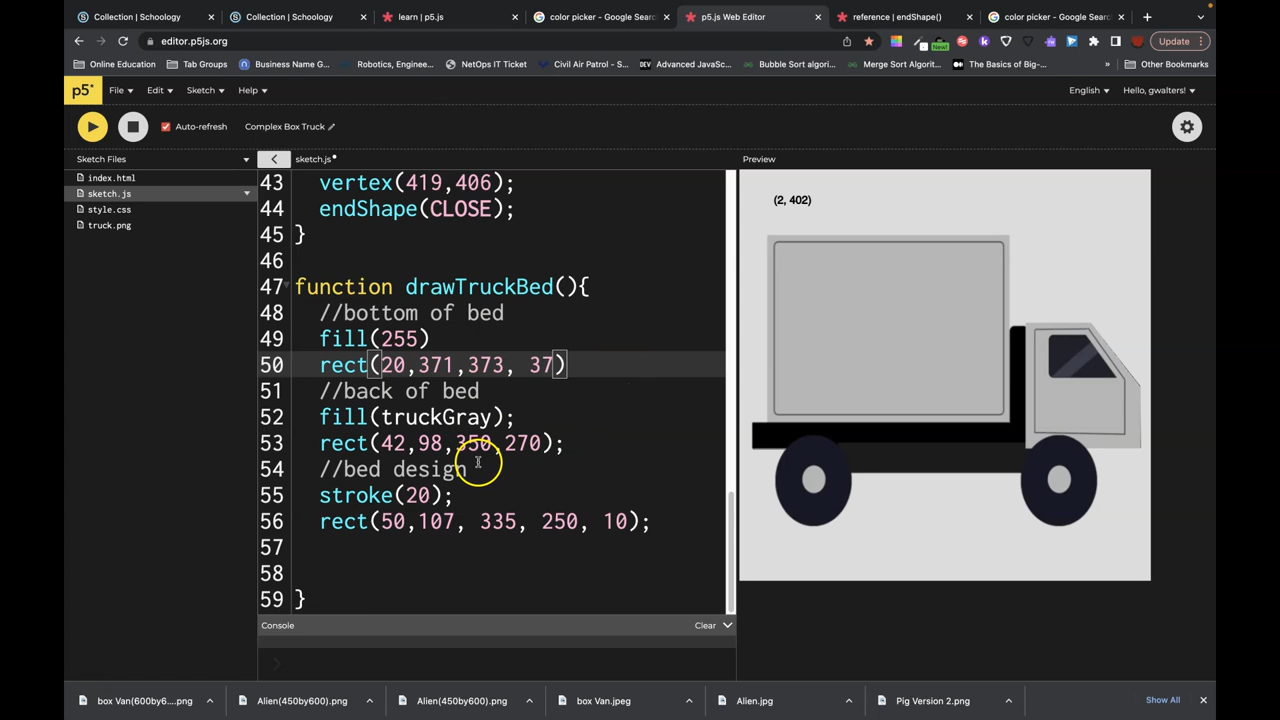 Collection | Schoology
Collection | Schoology
learn | p5.js
color picker - Google Searc
p5.js Web Editor
reference | endShape()
color picker - Google Searc
editor.p5js.org
New!
Update
Online Education
Tab Groups
Business Name G...
Robotics, Enginee...
NetOps IT Ticket
Civil Air Patrol - S...
DEV Advanced JavaSc...
Bubble Sort algori...
Merge Sort Algorit...
The Basics of Big-...
»
Other Bookmarks
p5*
File
Edit
Sketch
Help
English
Hello, gwalters!
Auto-refresh
Complex Box Truck
Sketch Files
sketch.js
Preview
index.html
sketch.js
style.css
truck.png
43 vertex(419,406);
44 endShape(CLOSE);
45 }
46
47 function drawTruckBed(){
48 //bottom of bed
49 fill(255)
50 rect(20,371,373, 37)
51 //back of bed
52 fill(truckGray);
53 rect(42,98,350,270);
54 //bed design
55 stroke(20);
56 rect(50,107, 335, 250, 10);
57
58
59 }
(2, 402)
Console
Clear
>
box Van(600by6....png
Alien(450by600).png
Alien(450by600).png
box Van.jpeg
Alien.jpg
Pig Version 2.png
Show All